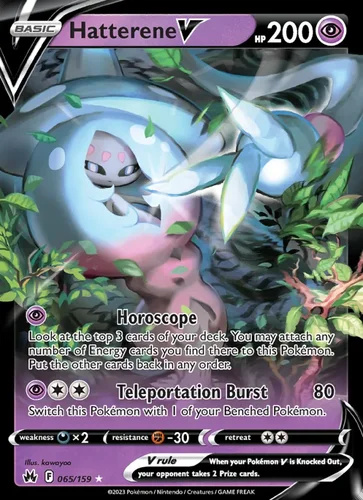 BASIC Hatterene V HP 200
Horoscope
Look at the top 3 cards of your deck. You may attach
any number of Energy cards you find there to this Pokémon.
Put the other cards back in any order.
Teleportation Burst 80
Switch this Pokémon with 1 of your Benched Pokémon.
weakness ×2 resistance -30 retreat
Illus. kawayoo
V rule When your Pokémon V is Knocked Out,
your opponent takes 2 Prize cards.
F 065/159
©2023 Pokémon / Nintendo / Creatures / GAME FREAK